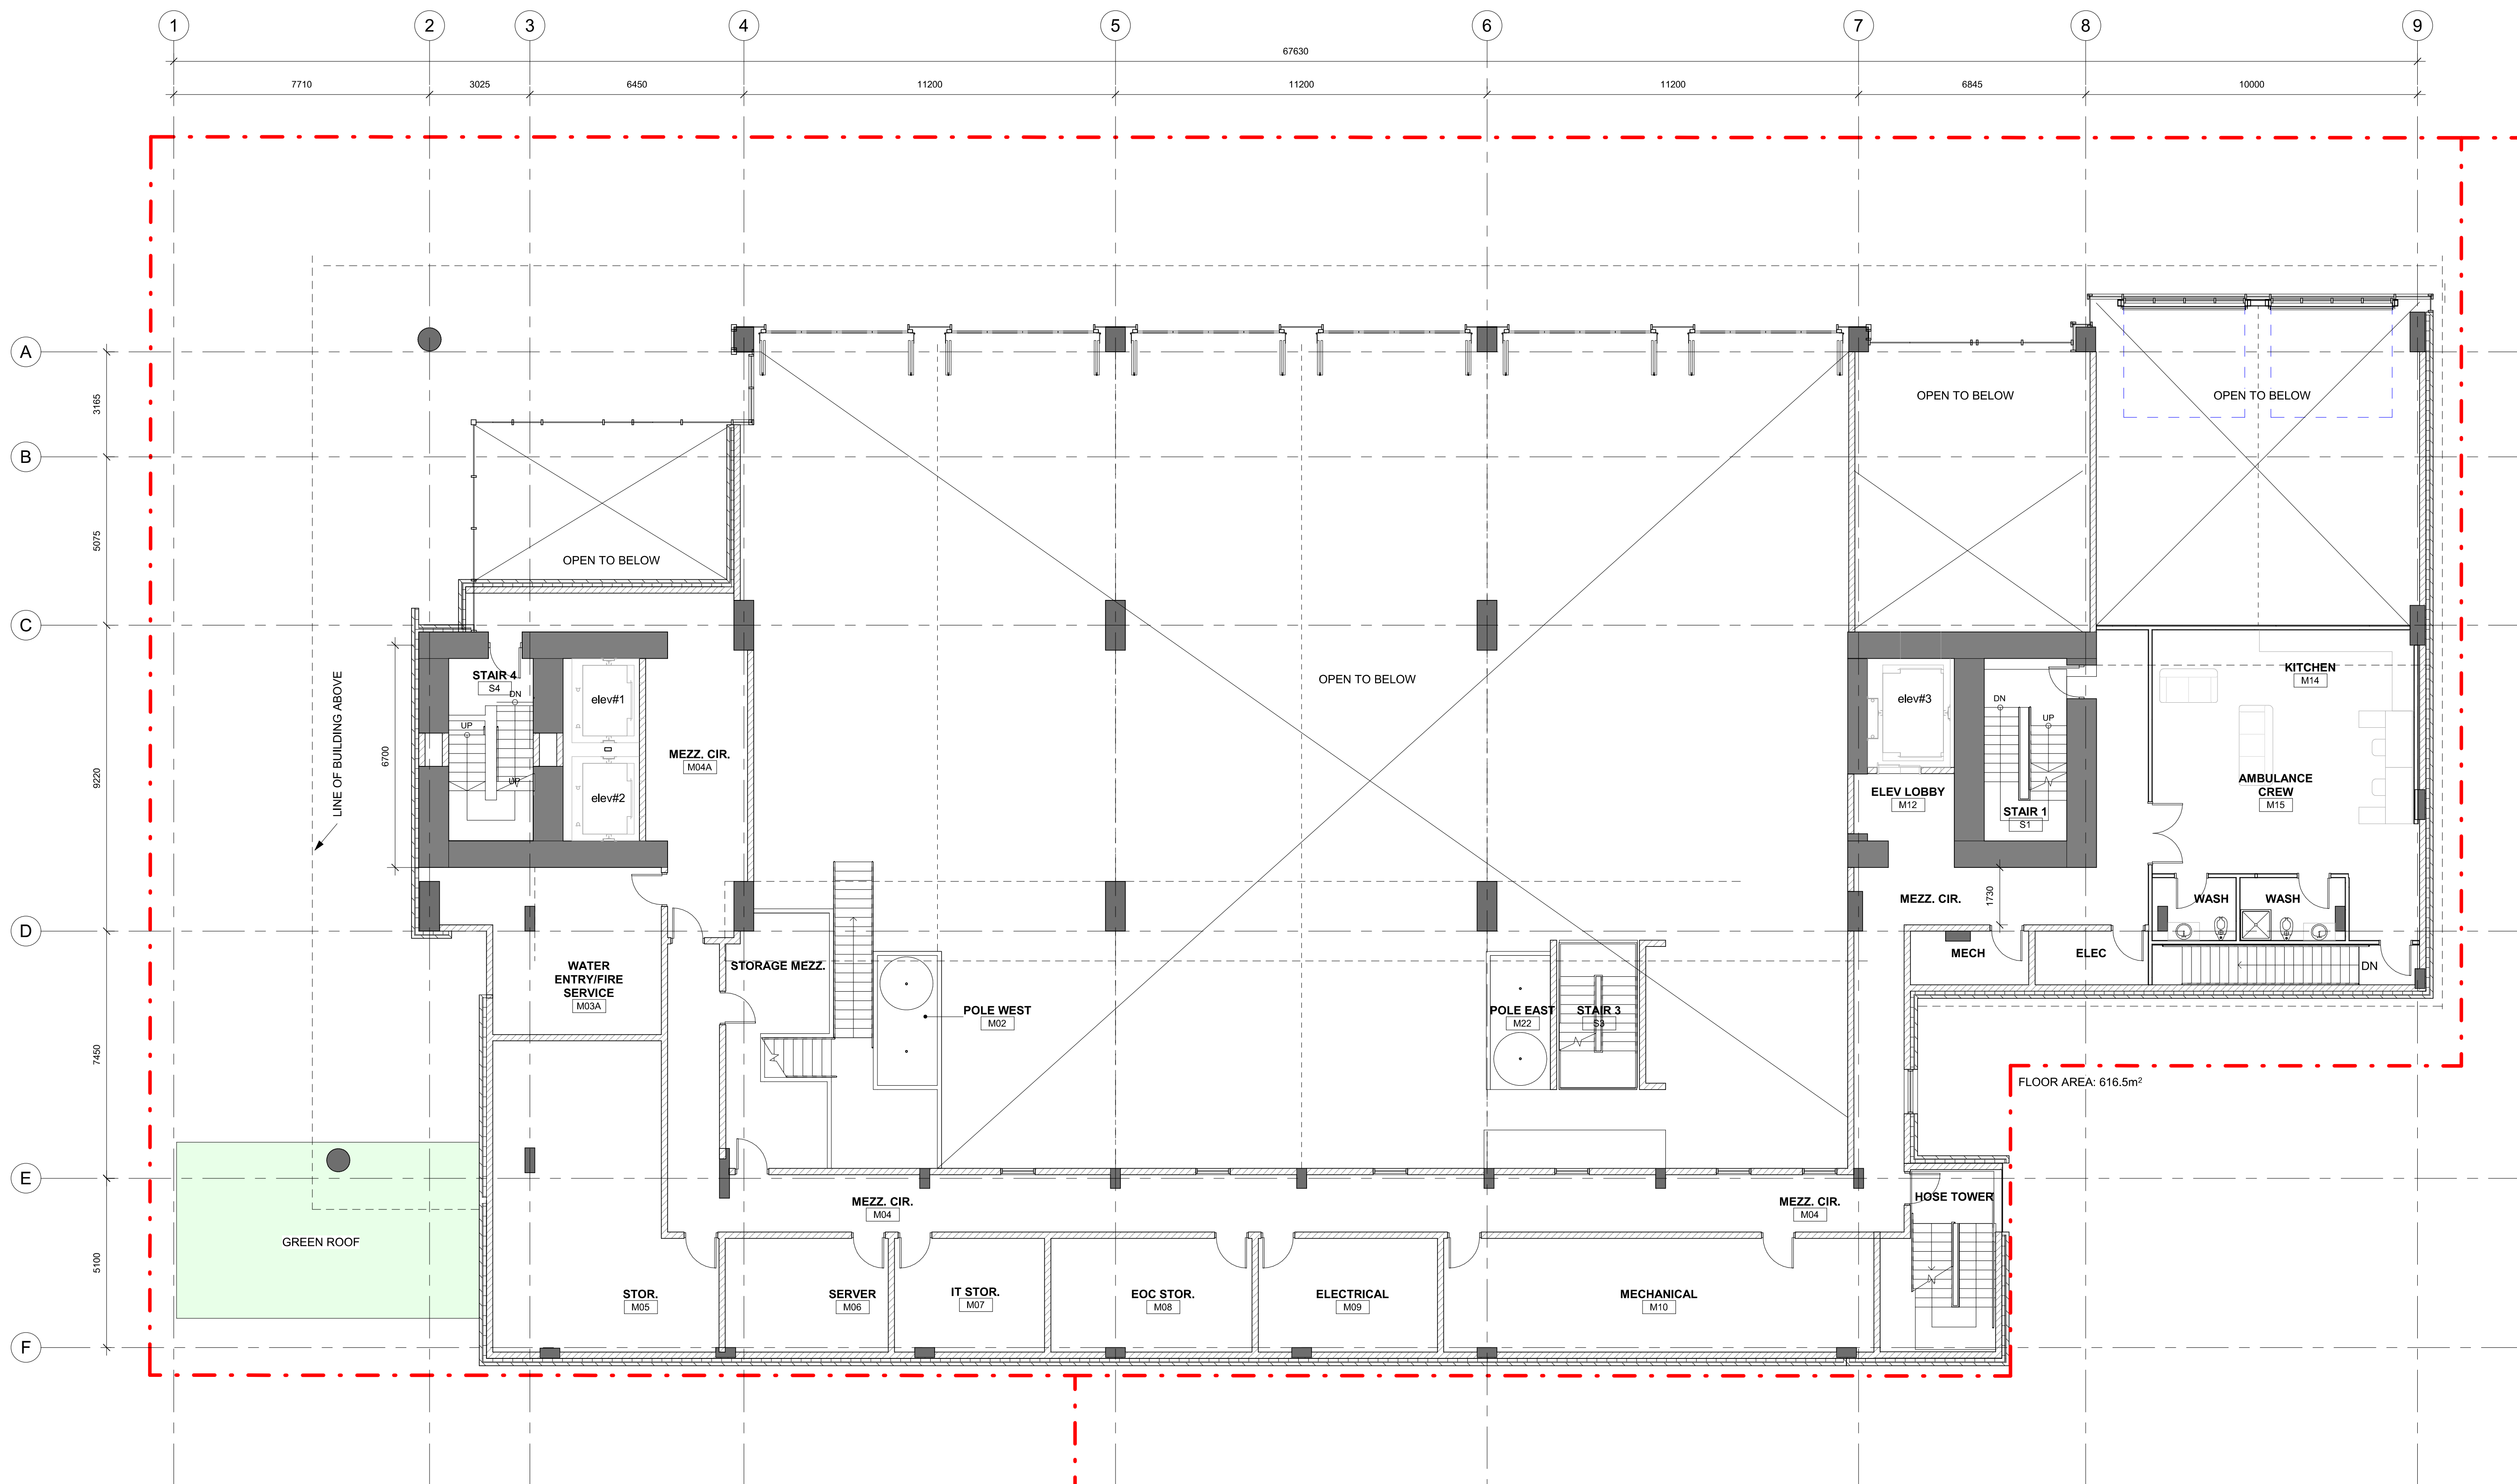 1 2 3 4 5 6 7 8 9
67630
7710 3025 6450 11200 11200 11200 6845 10000
A
3165
B
5075
C
9220
D
7450
E
5100
F
OPEN TO BELOW
OPEN TO BELOW
OPEN TO BELOW
OPEN TO BELOW
LINE OF BUILDING ABOVE
6700
STAIR 4
S4
DN
UP
UP
elev#1
elev#2
MEZZ. CIR.
M04A
elev#3
ELEV LOBBY
M12
DN
UP
STAIR 1
S1
KITCHEN
M14
AMBULANCE
CREW
M15
1730
MEZZ. CIR.
WASH
WASH
MECH
ELEC
DN
WATER
ENTRY/FIRE
SERVICE
M03A
STORAGE MEZZ.
POLE WEST
M02
POLE EAST
M22
STAIR 3
S3
FLOOR AREA: 616.5m²
GREEN ROOF
MEZZ. CIR.
M04
MEZZ. CIR.
M04
HOSE TOWER
STOR.
M05
SERVER
M06
IT STOR.
M07
EOC STOR.
M08
ELECTRICAL
M09
MECHANICAL
M10